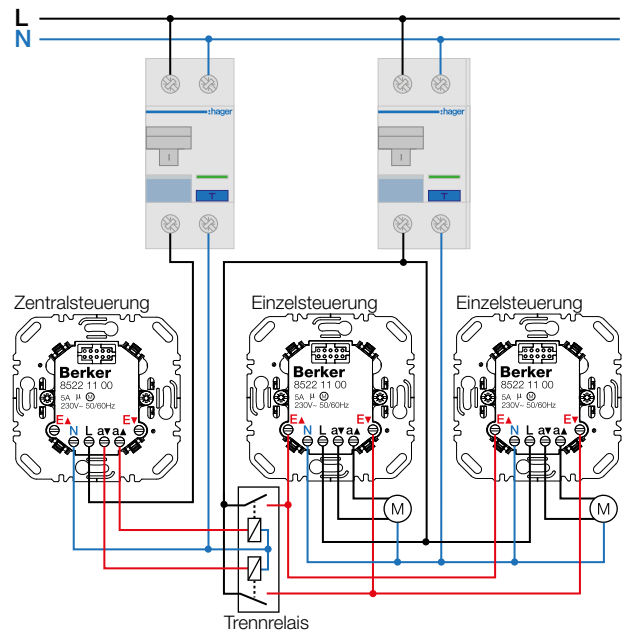 L
N
:hager
:hager
T
T
I
I
Zentralsteuerung
Einzelsteuerung
Einzelsteuerung
Berker
8522 11 00
5A µ M
230V~ 50/60Hz
E▲ N L a▼ a▲ E▼
Berker
8522 11 00
5A µ M
230V~ 50/60Hz
E▲ N L a▼ a▲ E▼
Berker
8522 11 00
5A µ M
230V~ 50/60Hz
E▲ N L a▼ a▲ E▼
M
M
Trennrelais